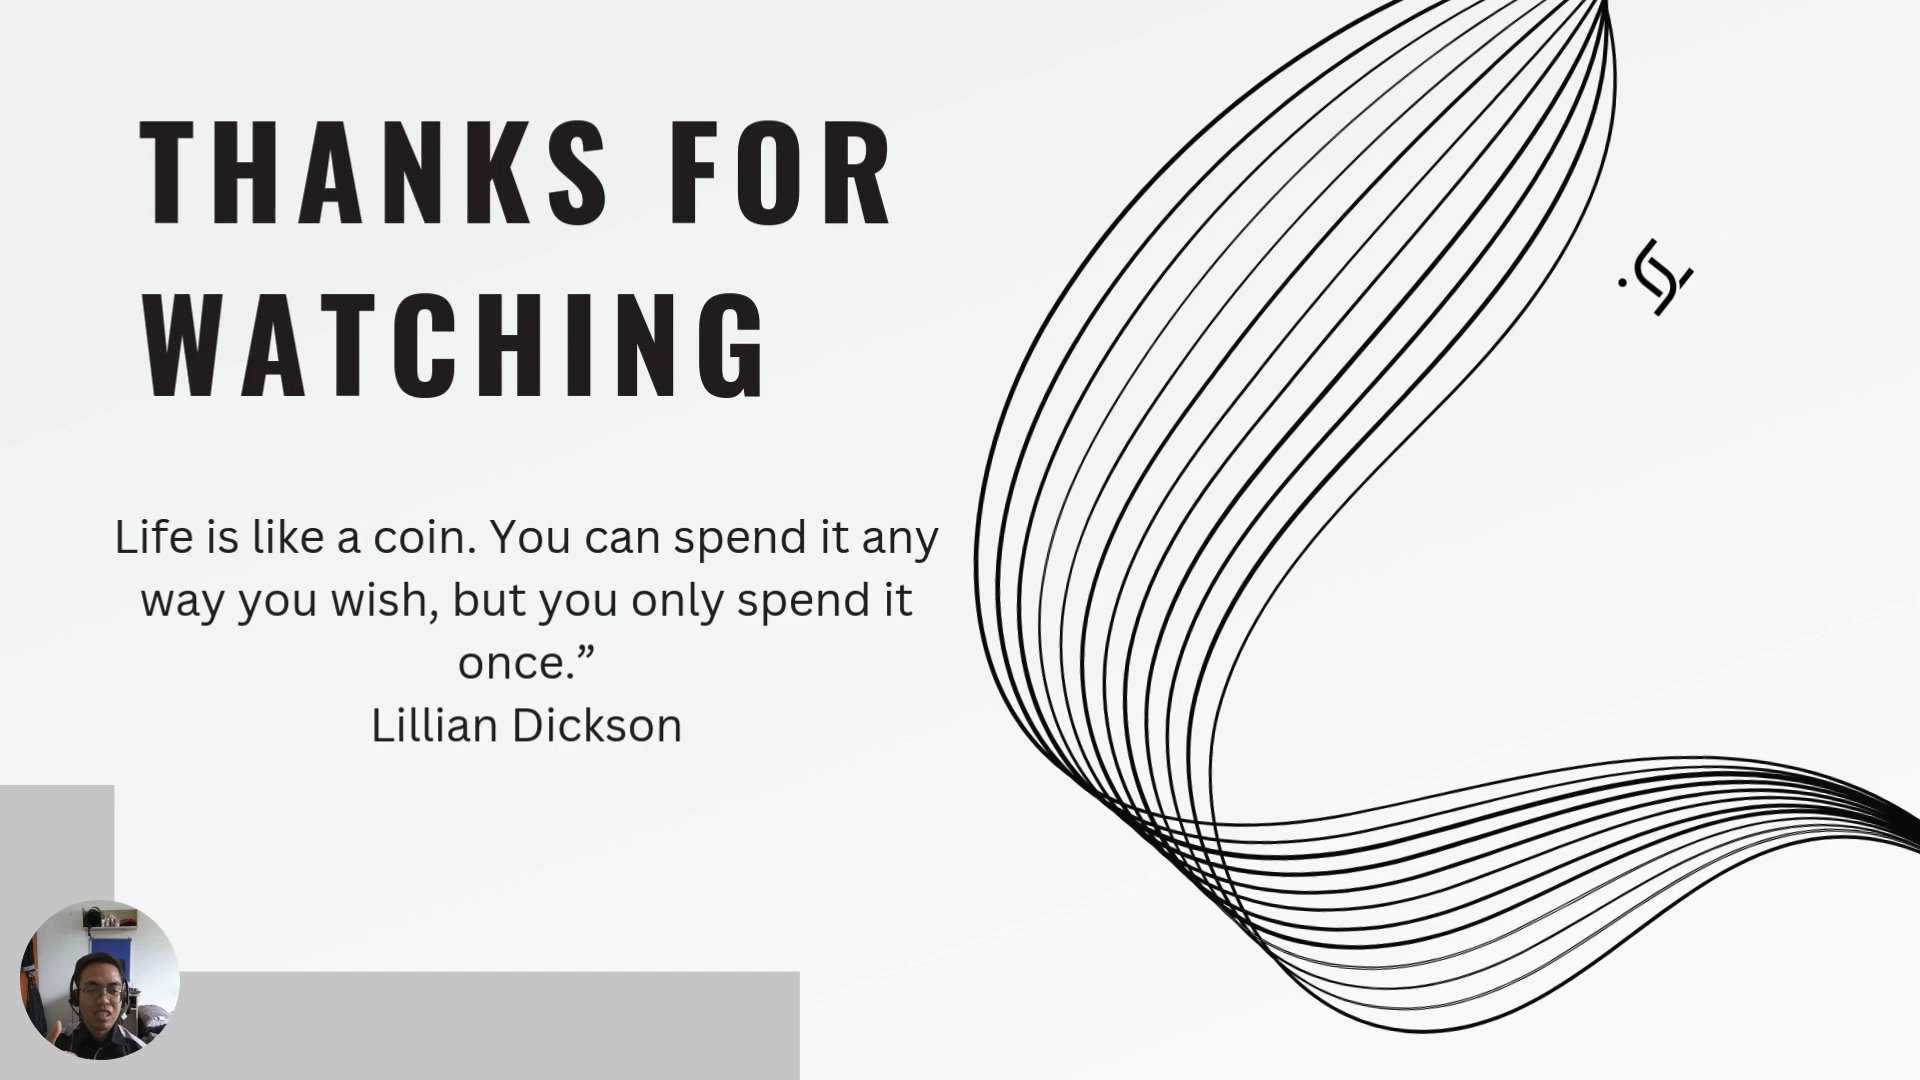 THANKS FOR
WATCHING
Life is like a coin. You can spend it any
way you wish, but you only spend it
once.”
Lillian Dickson